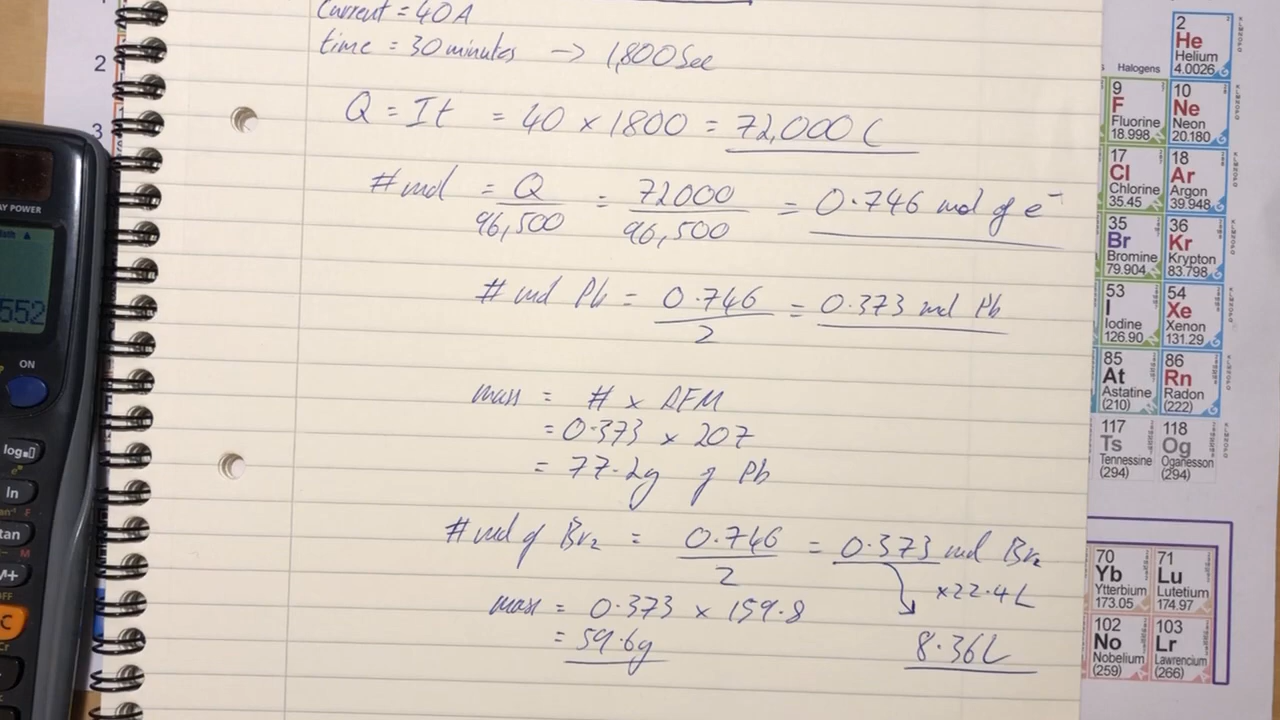 Current = 40A
time = 30 minutes -> 1,800 Sec
Q = It = 40 × 1800 = 72,000 C
# mol = Q / 96,500 = 72000 / 96,500 = 0.746 mol of e⁻
# mol Pb = 0.746 / 2 = 0.373 mol Pb
mass = # × RFM
= 0.373 × 207
= 77.2g of Pb
# mol of Br₂ = 0.746 / 2 = 0.373 mol Br₂
×22.4L
mass = 0.373 × 159.8
= 59.6g
8.36L
2
3
AY POWER
Math ▲
552
ON
log
ln
tan
M+
C
Halogens
2
He
Helium
4.0026
9
F
Fluorine
18.998
10
Ne
Neon
20.180
17
Cl
Chlorine
35.45
18
Ar
Argon
39.948
35
Br
Bromine
79.904
36
Kr
Krypton
83.798
53
I
Iodine
126.90
54
Xe
Xenon
131.29
85
At
Astatine
(210)
86
Rn
Radon
(222)
117
Ts
Tennessine
(294)
118
Og
Oganesson
(294)
70
Yb
Ytterbium
173.05
71
Lu
Lutetium
174.97
102
No
Nobelium
(259)
103
Lr
Lawrencium
(266)